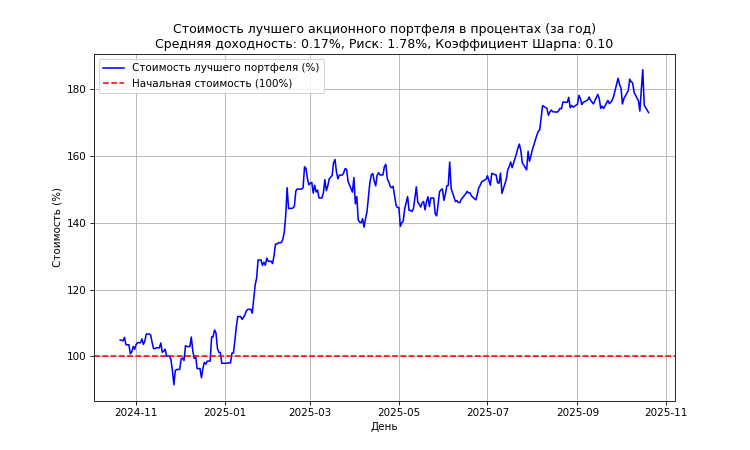 Стоимость лучшего акционного портфеля в процентах (за год)
Средняя доходность: 0.17%, Риск: 1.78%, Коэффициент Шарпа: 0.10
Стоимость лучшего портфеля (%)
Начальная стоимость (100%)
Стоимость (%)
180
160
140
120
100
2024-11 2025-01 2025-03 2025-05 2025-07 2025-09 2025-11
День